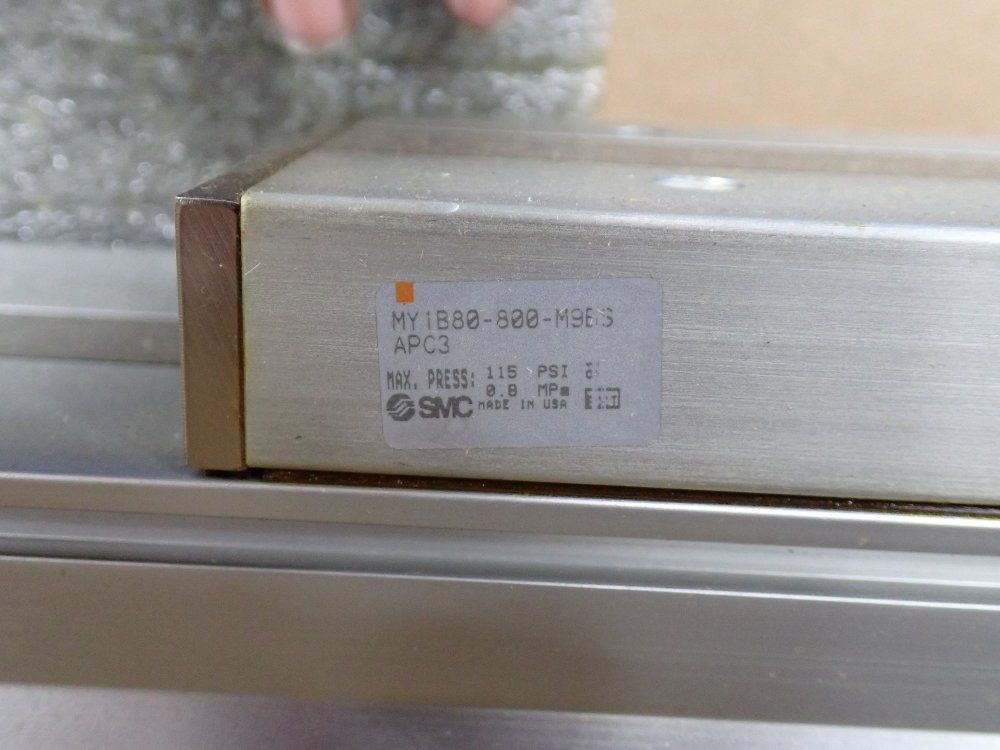 MY1B80-800-M9BS
APC3
MAX. PRESS: 115 PSI
0.8 MPa
SMC MADE IN USA